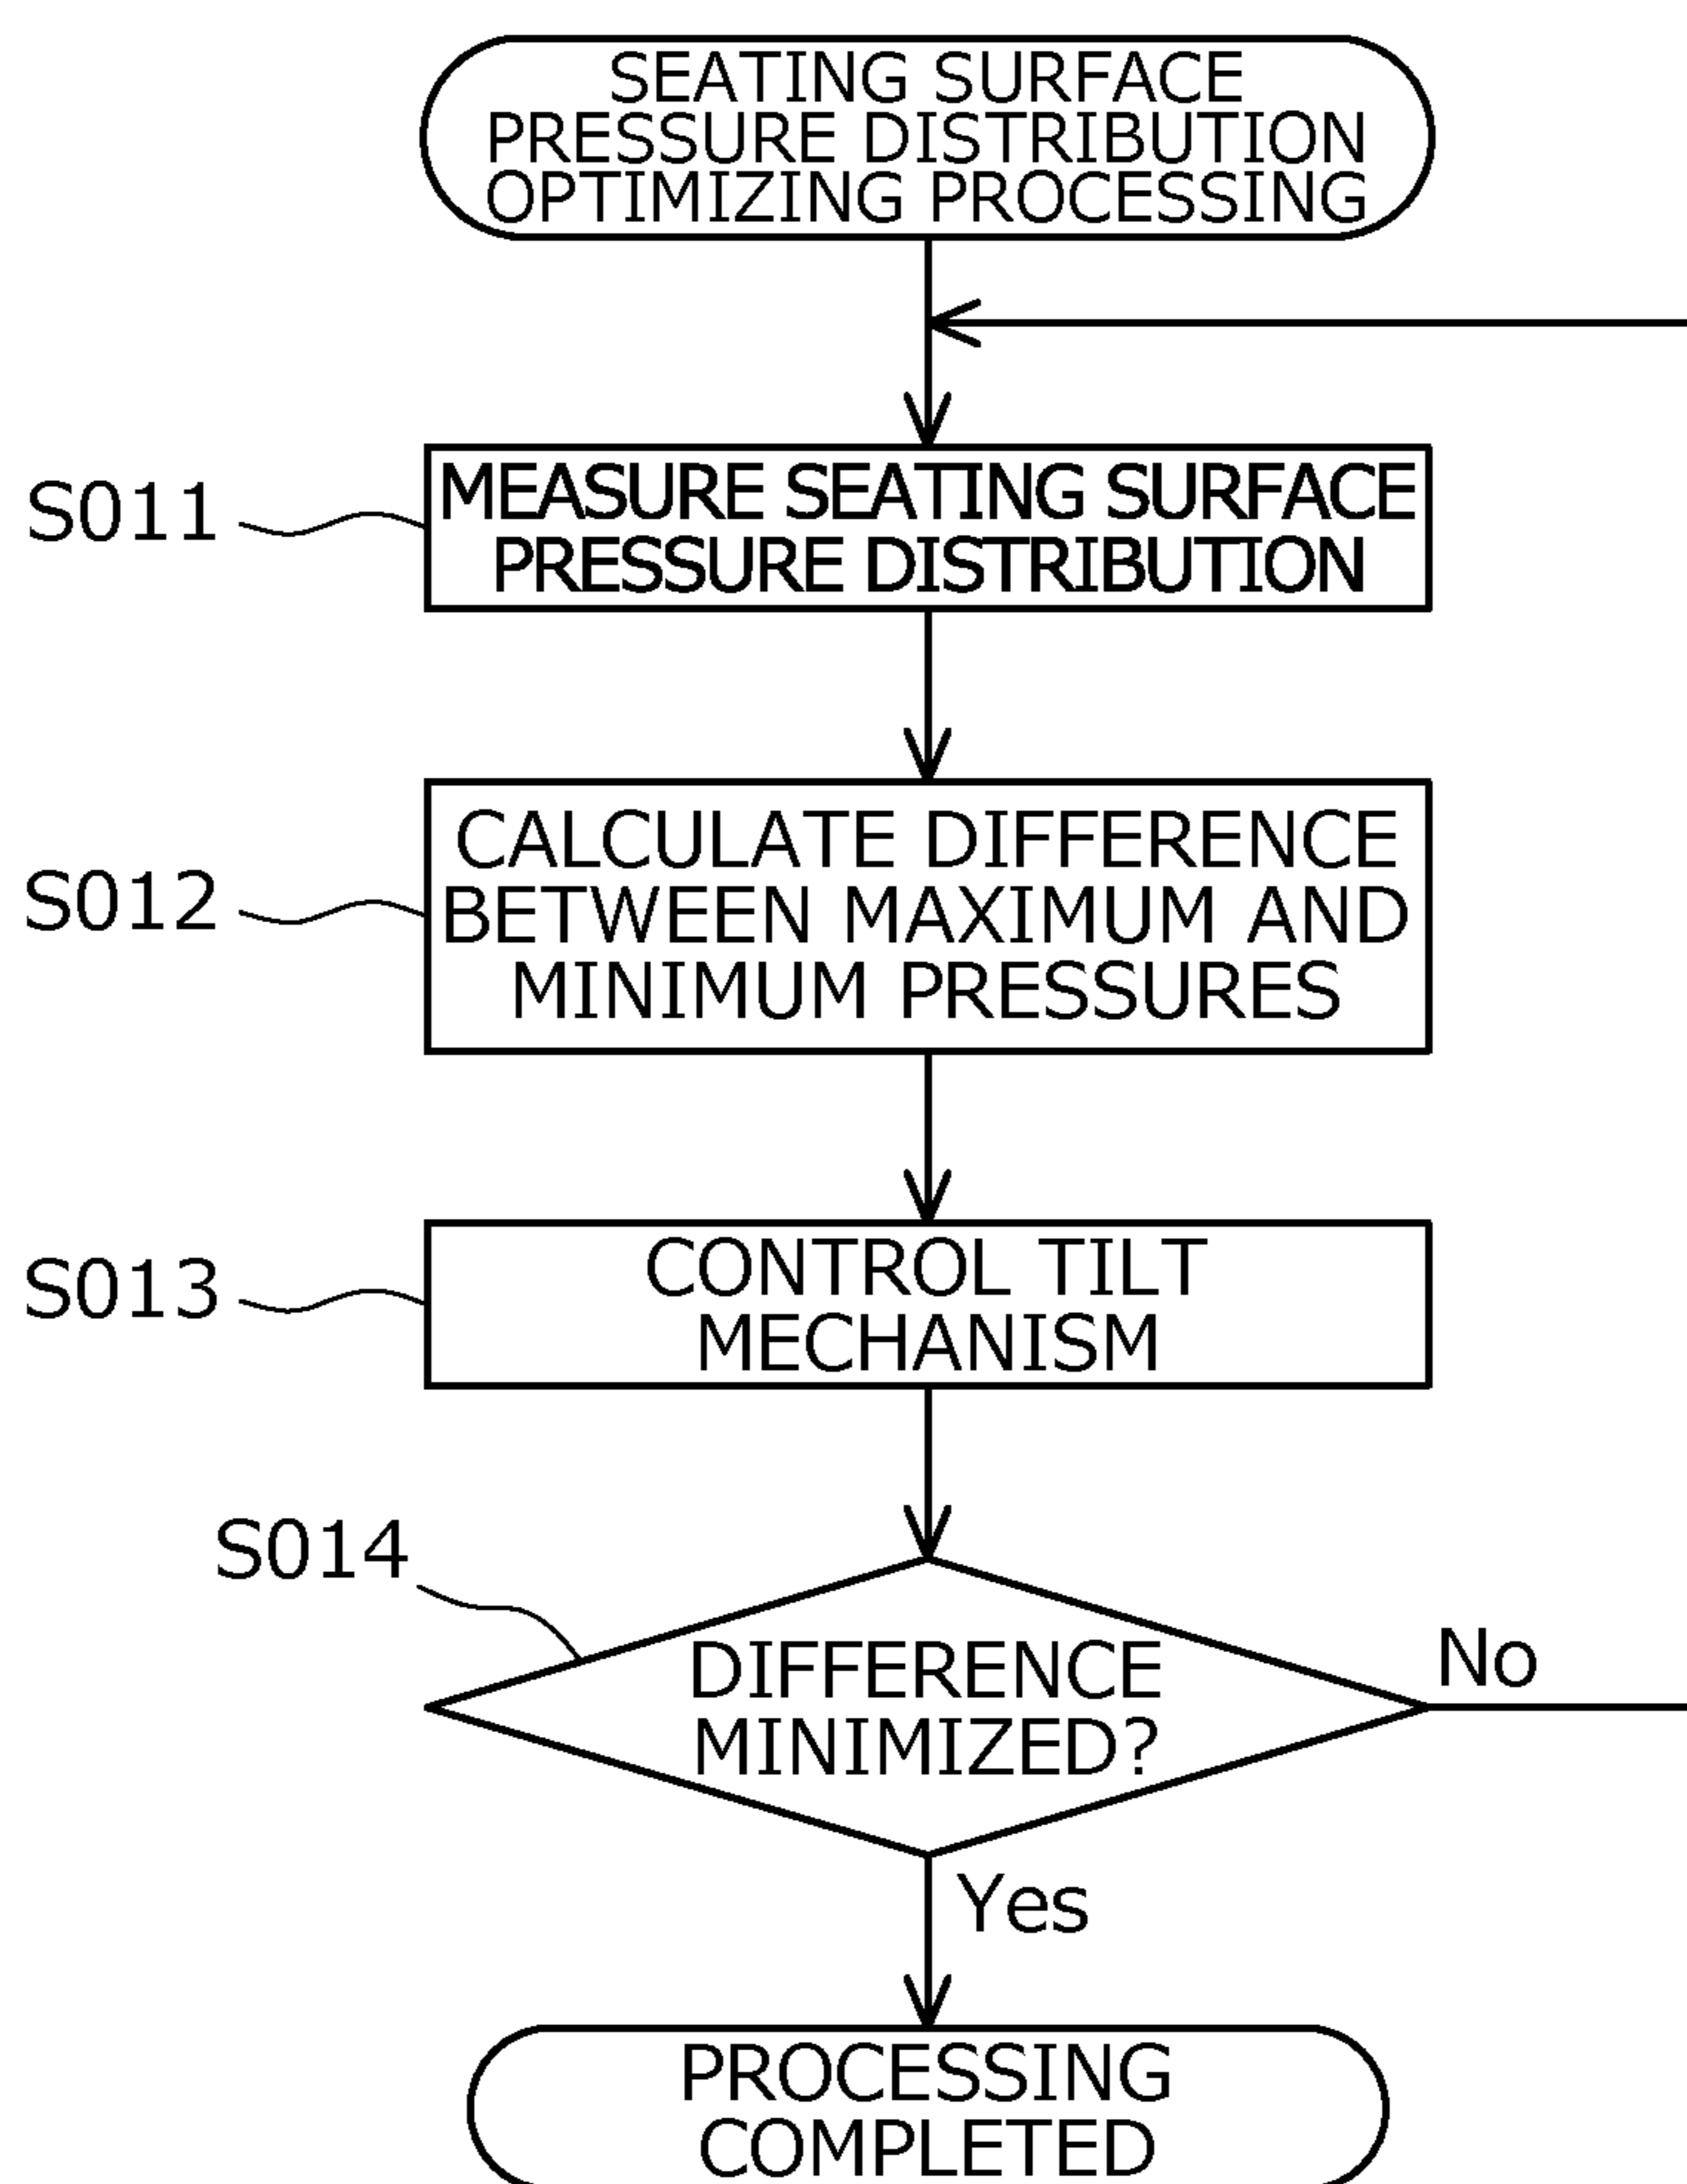 SEATING SURFACE
PRESSURE DISTRIBUTION
OPTIMIZING PROCESSING
S011
MEASURE SEATING SURFACE
PRESSURE DISTRIBUTION
S012
CALCULATE DIFFERENCE
BETWEEN MAXIMUM AND
MINIMUM PRESSURES
S013
CONTROL TILT
MECHANISM
S014
DIFFERENCE
MINIMIZED?
No
Yes
PROCESSING
COMPLETED